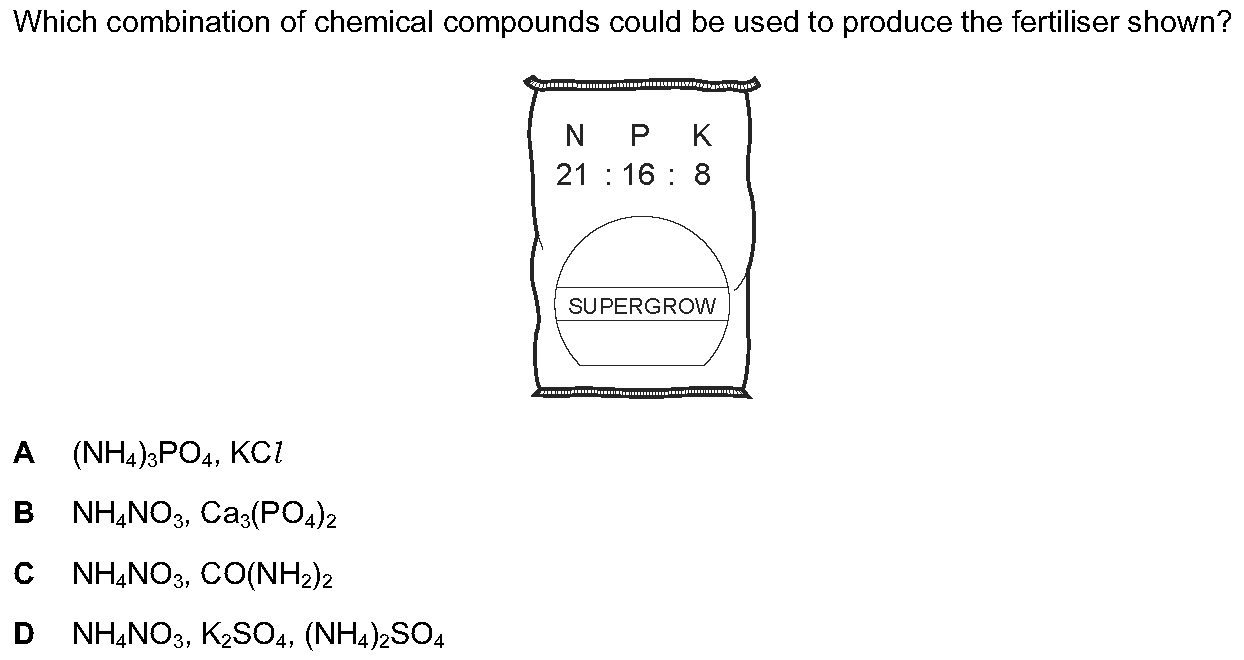 Which combination of chemical compounds could be used to produce the fertiliser shown?
N P K
21 : 16 : 8
SUPERGROW
A (NH₄)₃PO₄, KCl
B NH₄NO₃, Ca₃(PO₄)₂
C NH₄NO₃, CO(NH₂)₂
D NH₄NO₃, K₂SO₄, (NH₄)₂SO₄